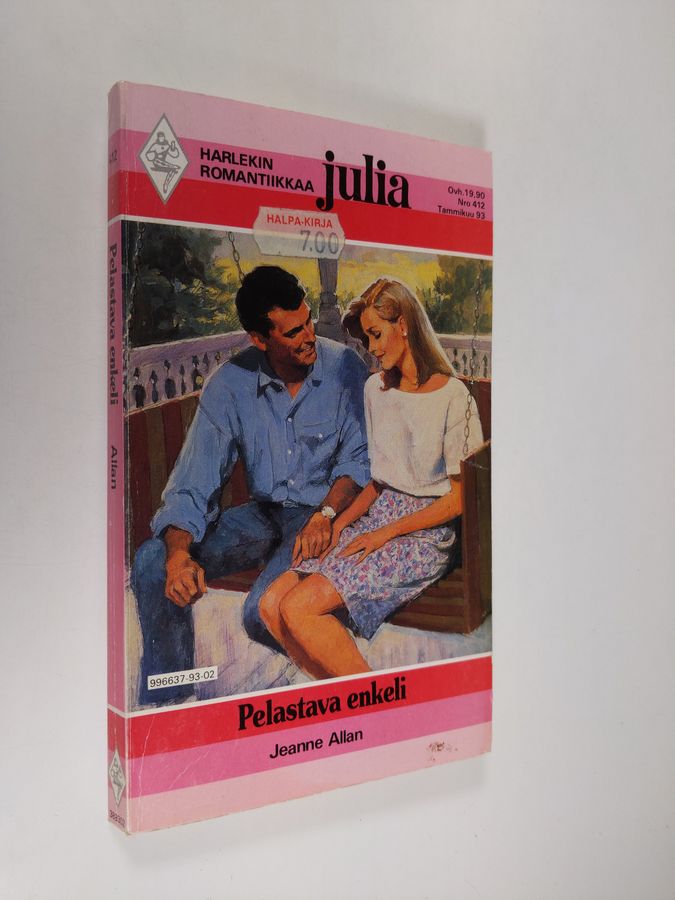 HARLEKIN
ROMANTIIKKAA
julia
Ovh.19,90
Nro 412
Tammikuu 93
HALPA-KIRJA
7.00
996637-93-02
Pelastava enkeli
Jeanne Allan
412
Pelastava enkeli
Allan